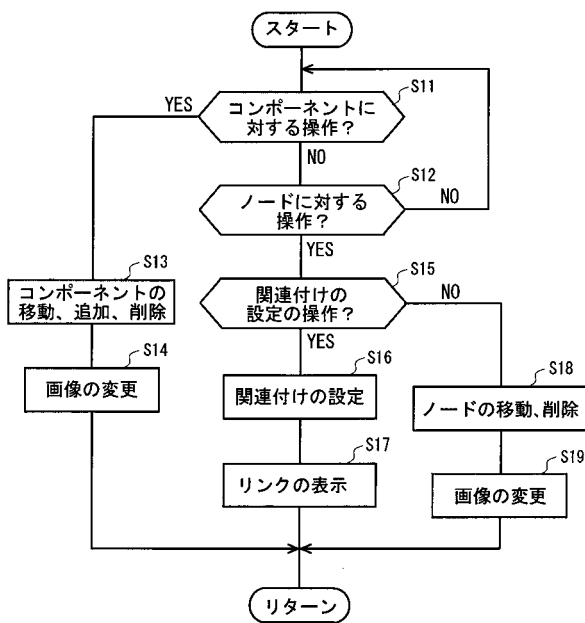 スタート
S11
YES
コンポーネントに
対する操作?
NO
S12
ノードに対する
操作?
NO
YES
S13
コンポーネントの
移動、追加、削除
S15
関連付けの
設定の操作?
NO
YES
S14
画像の変更
S16
関連付けの設定
S18
ノードの移動、削除
S17
リンクの表示
S19
画像の変更
リターン